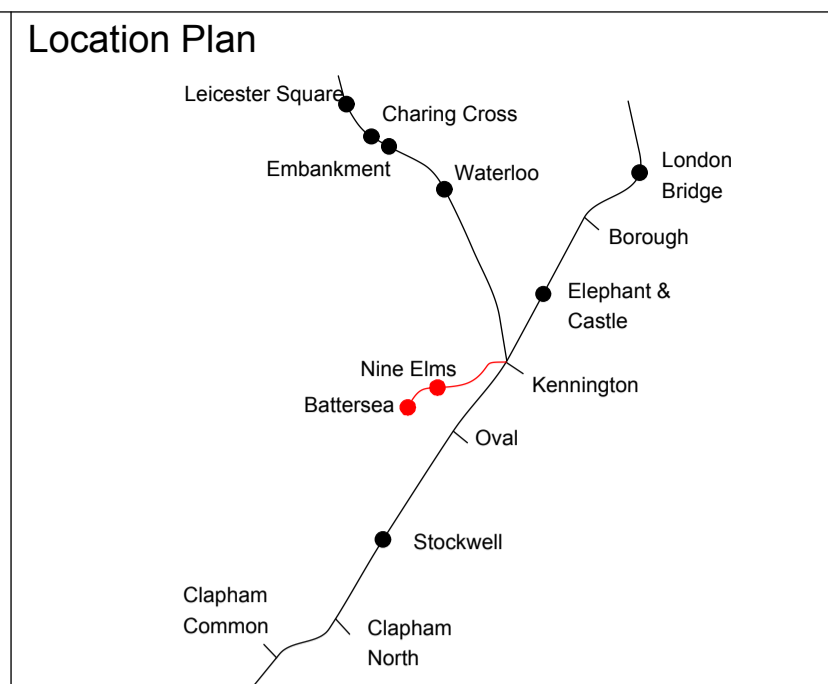 Location Plan
Leicester Square
Charing Cross
Embankment
Waterloo
London
Bridge
Borough
Elephant &
Castle
Nine Elms
Kennington
Battersea
Oval
Stockwell
Clapham
Common
Clapham
North